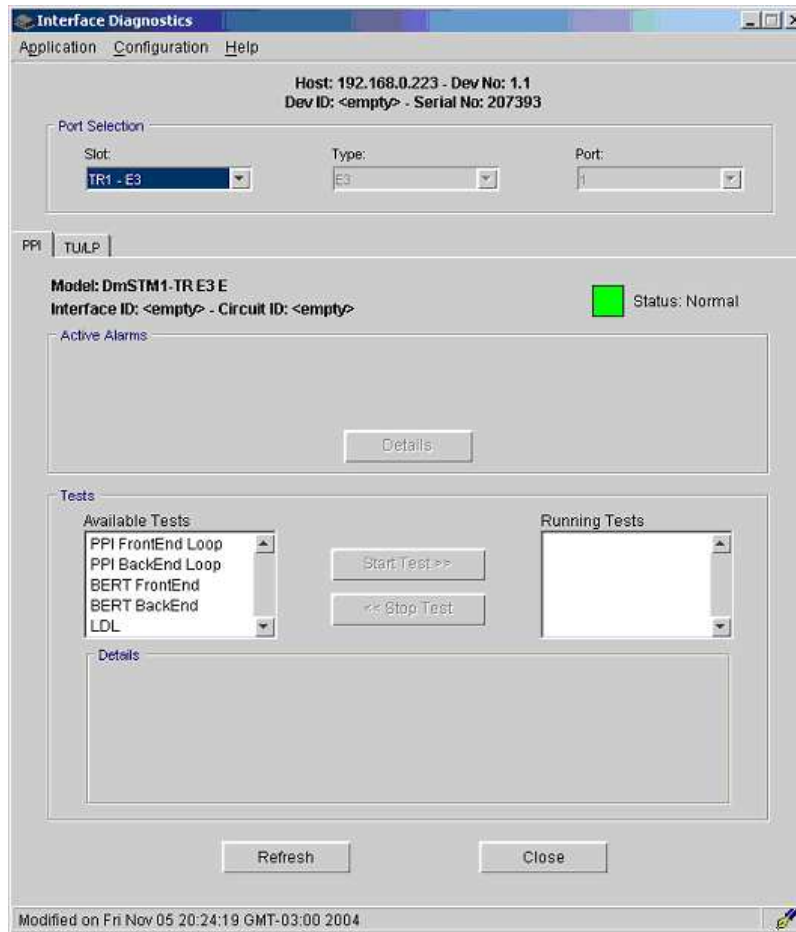 Interface Diagnostics
Application Configuration Help
Host: 192.168.0.223 - Dev No: 1.1
Dev ID: <empty> - Serial No: 207393
Port Selection
Slot: Type: Port:
TR1 - E3 E3 1
PPI TU/LP
Model: DmSTM1-TR E3 E
Interface ID: <empty> - Circuit ID: <empty>
Status: Normal
Active Alarms
Details
Tests
Available Tests Running Tests
PPI FrontEnd Loop
PPI BackEnd Loop
BERT FrontEnd
BERT BackEnd
LDL
Start Test >>
<< Stop Test
Details
Refresh Close
Modified on Fri Nov 05 20:24:19 GMT-03:00 2004